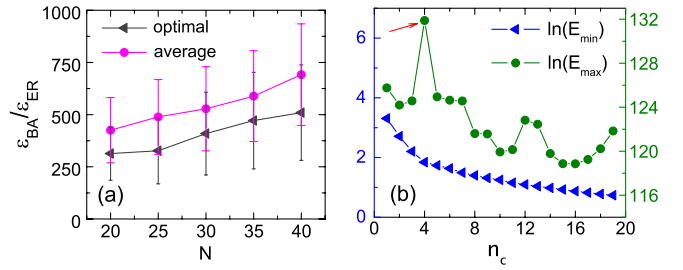 1000
750
500
250
0
ε_BA/ε_ER
optimal
average
(a)
20 25 30 35 40
N
6
4
2
0
ln(E_min)
ln(E_max)
(b)
132
128
124
120
116
0 4 8 12 16 20
n_c